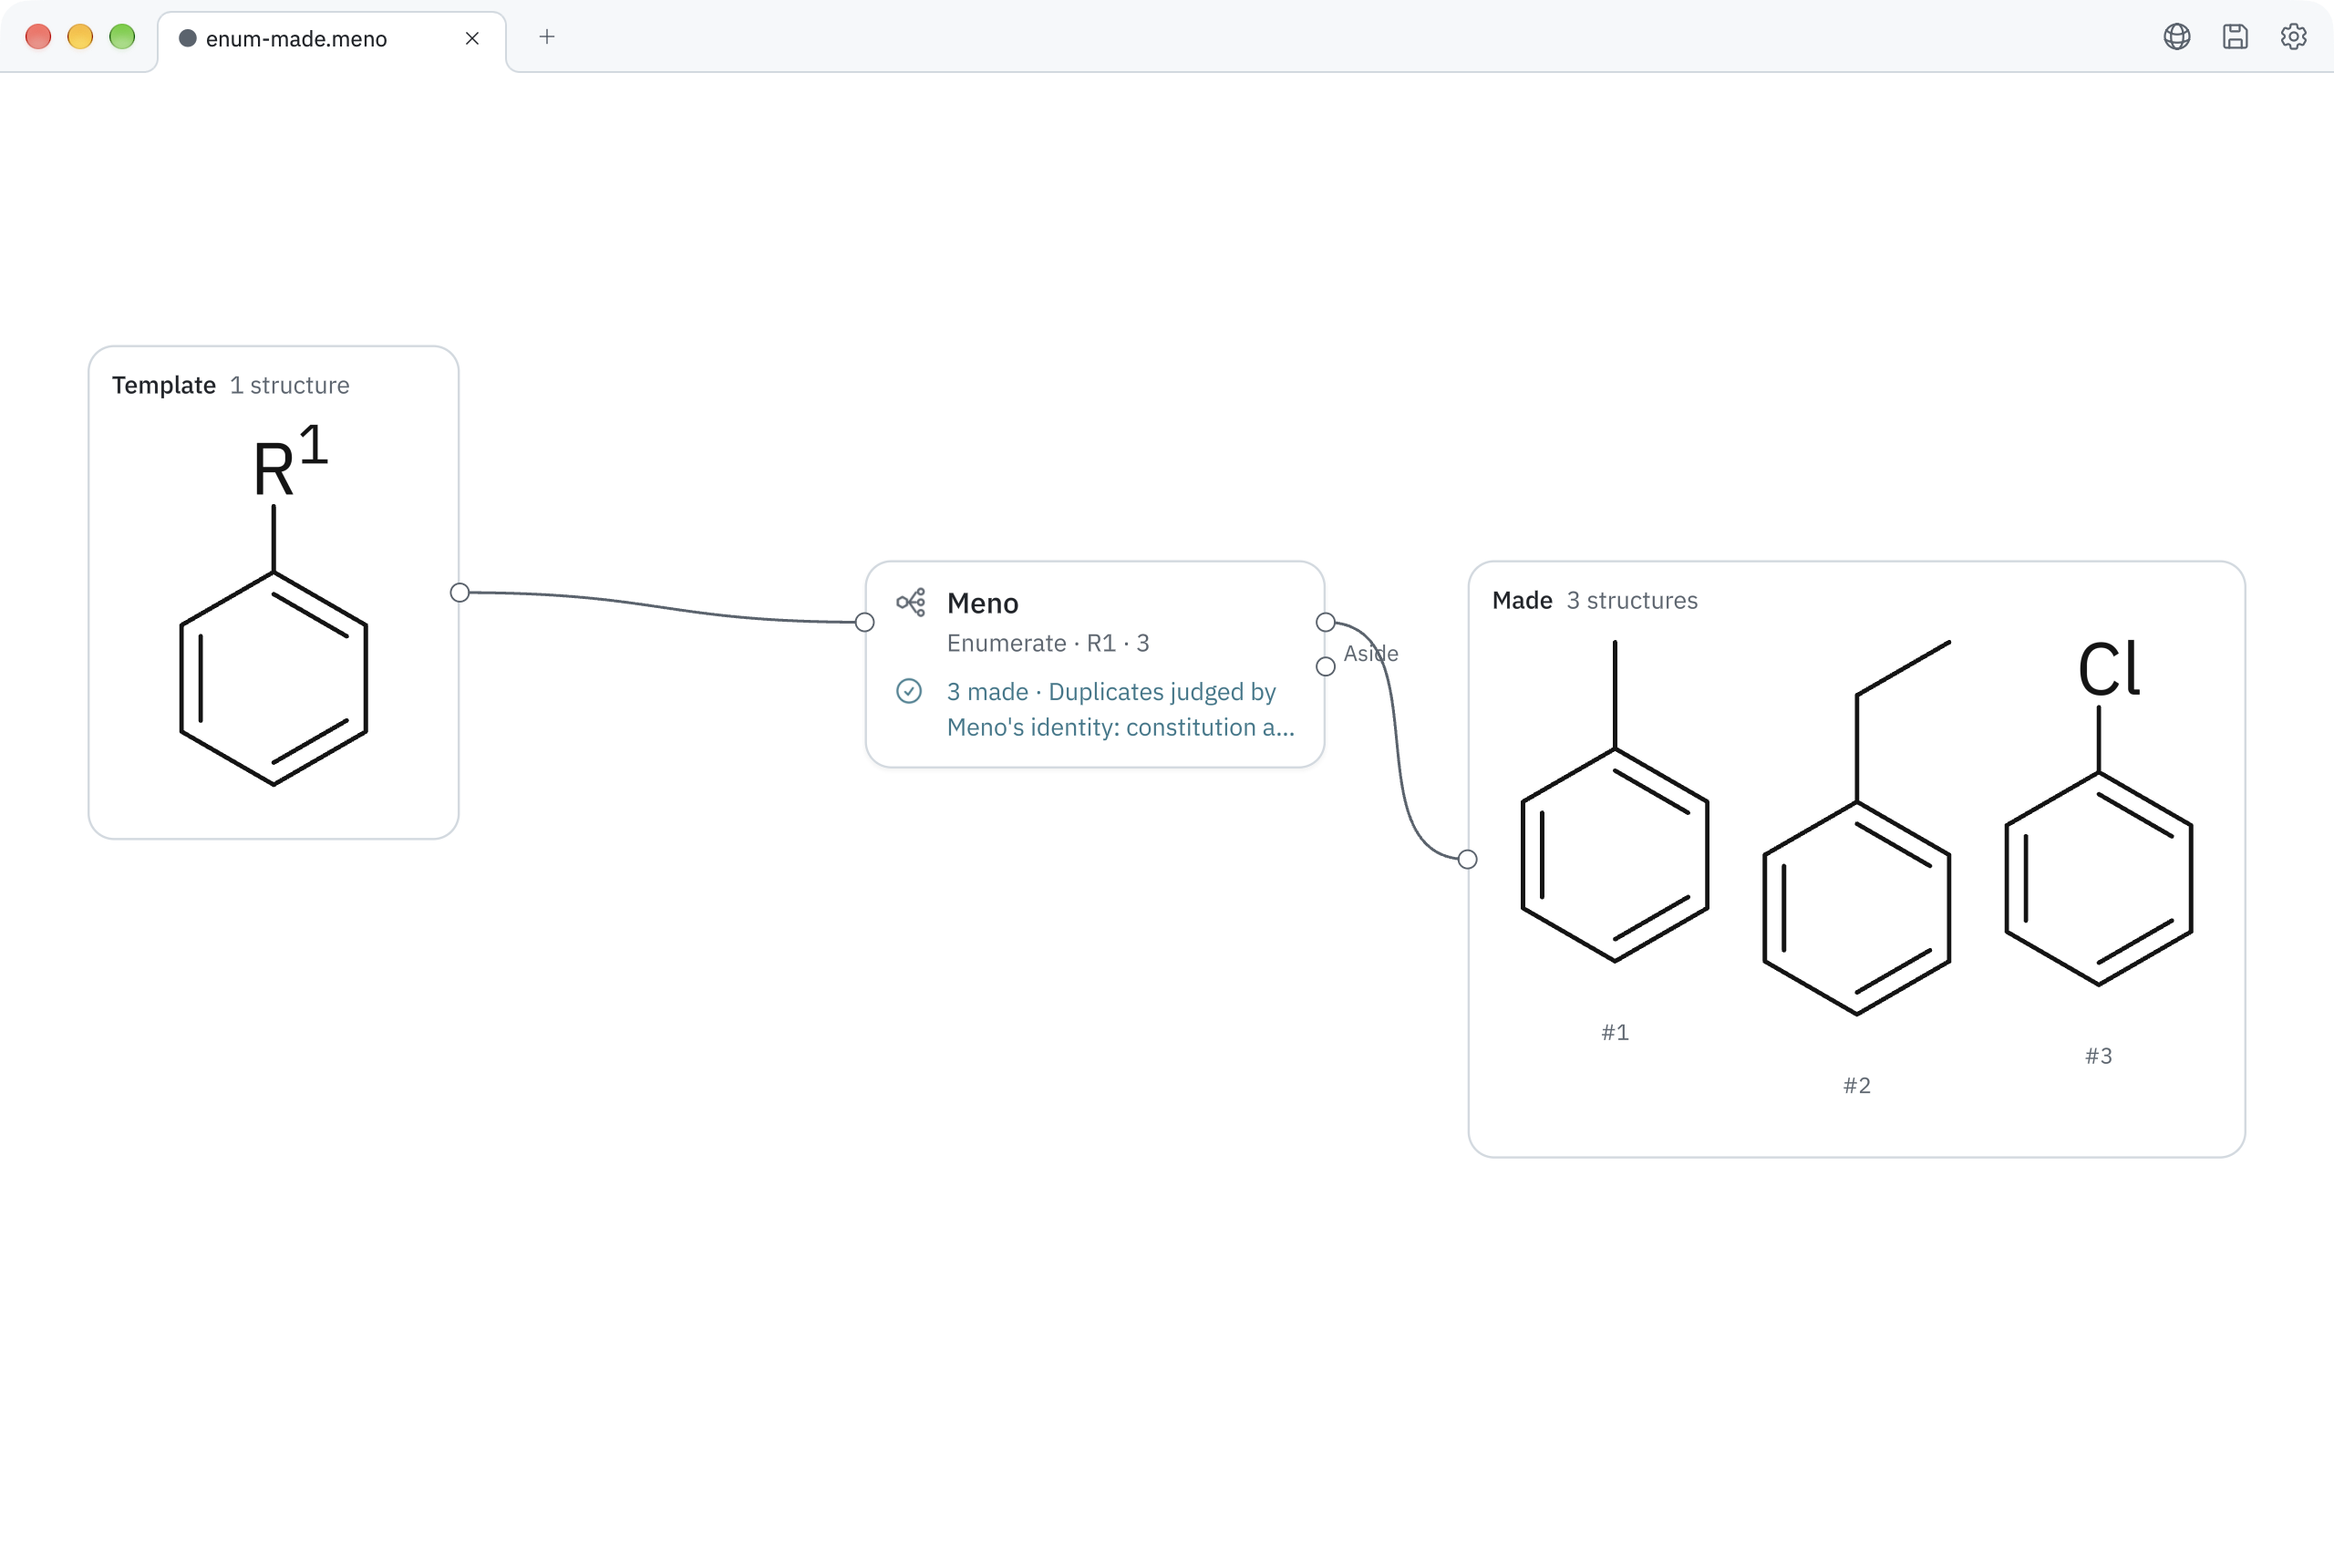 enum-made.meno
Template 1 structure
R1
Meno
Enumerate · R1 · 3
3 made · Duplicates judged by
Meno's identity: constitution a...
Aside
Made 3 structures
Cl
#1
#2
#3